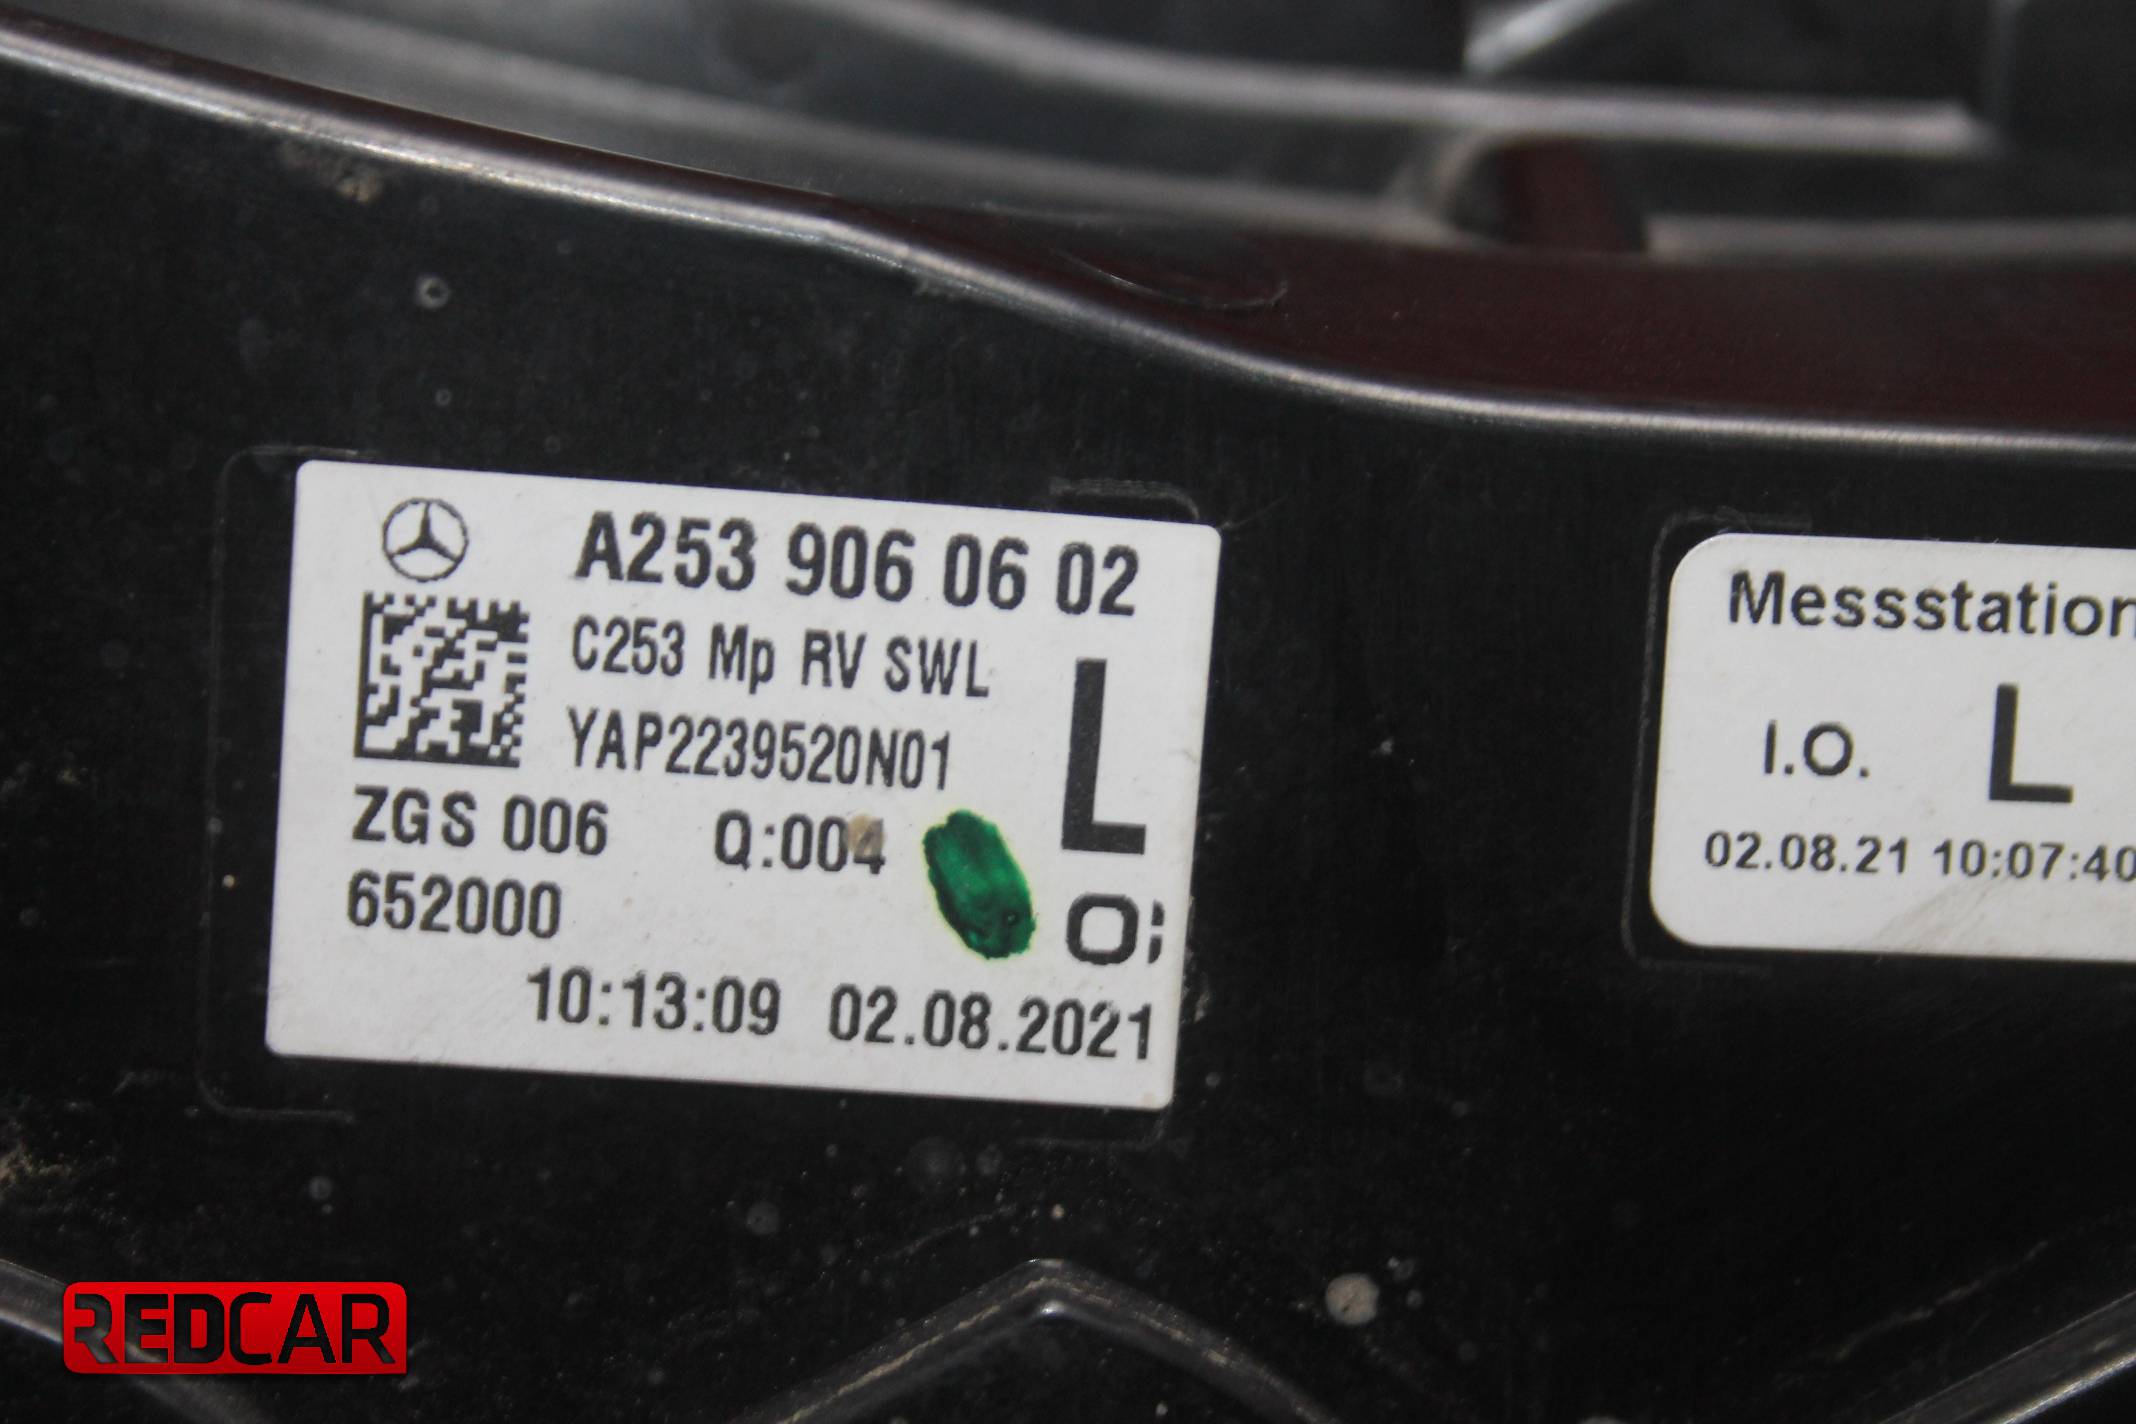 A253 906 06 02
C253 Mp RV SWL
L
YAP2239520N01
ZGS 006 Q:004
652000
10:13:09 02.08.2021
Messstation
I.O. L
02.08.21 10:07:40
REDCAR